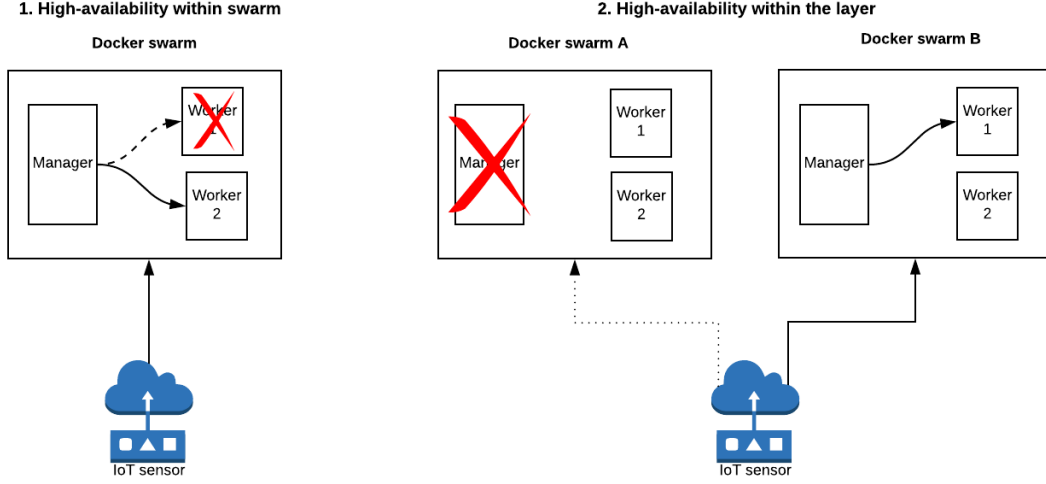 1. High-availability within swarm
Docker swarm
Manager
Worker
1
Worker
2
IoT sensor
2. High-availability within the layer
Docker swarm A
Manager
Worker
1
Worker
2
Docker swarm B
Manager
Worker
1
Worker
2
IoT sensor